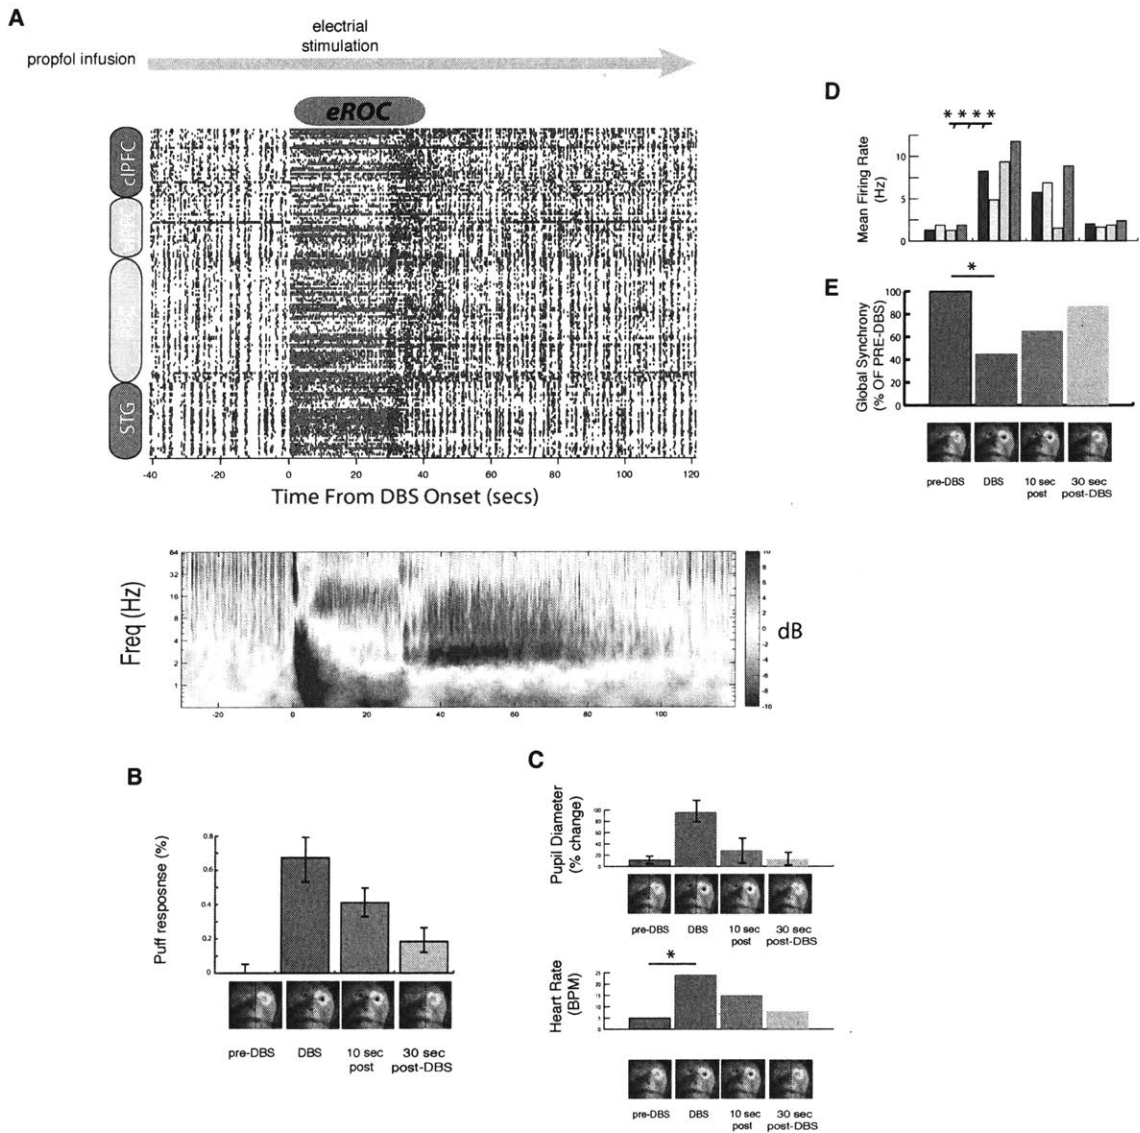 A
electrial
stimulation
propfol infusion
eROC
clPFC
STG
-40
-20
0
20
40
60
80
100
120
Time From DBS Onset (secs)
Freq (Hz)
64
32
16
8
4
2
1
-20
0
20
40
60
80
100
10
8
6
4
2
0
-2
-4
-6
-8
-10
dB
B
Puff resposnse (%)
0.8
0.6
0.4
0.2
0
pre-DBS
DBS
10 sec
post
30 sec
post-DBS
C
Pupil Diameter
(% change)
100
80
60
40
20
0
pre-DBS
DBS
10 sec
post
30 sec
post-DBS
*
Heart Rate
(BPM)
25
20
15
10
5
0
pre-DBS
DBS
10 sec
post
30 sec
post-DBS
D
* * * *
Mean Firing Rate
(Hz)
10
5
0
E
*
Global Synchrony
(% OF PRE-DBS)
100
80
60
40
20
0
pre-DBS
DBS
10 sec
post
30 sec
post-DBS